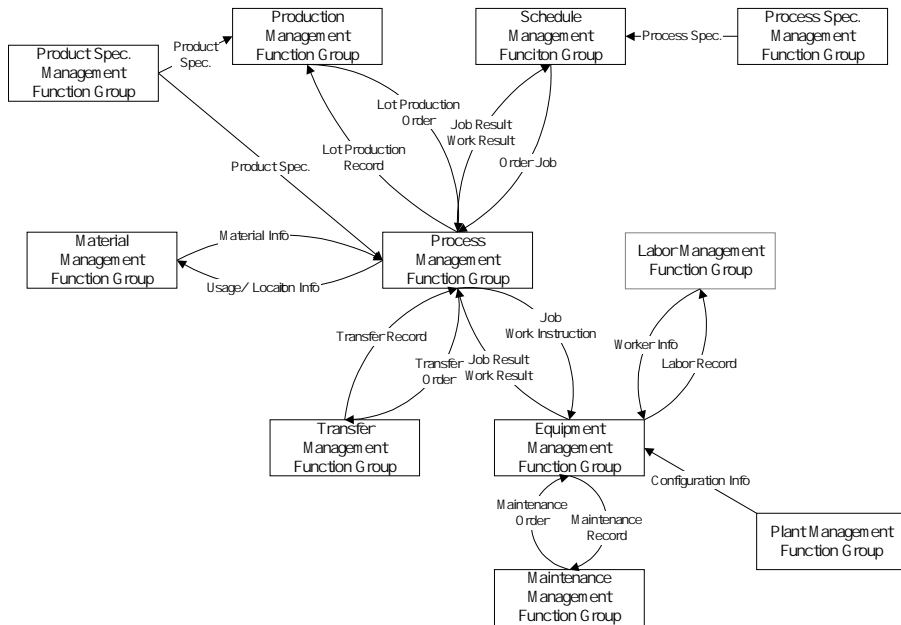 Production
Management
Function Group
Schedule
Management
Funciton Group
Process Spec.
Management
Function Group
Product Spec.
Management
Function Group
Product
Spec.
Process Spec.
Lot Production
Order
Job Result
Work Result
Lot Production
Record
Order Job
Product Spec.
Material
Management
Function Group
Material Info
Usage/ Locaiton Info
Process
Management
Function Group
Labor Management
Function Group
Job
Work Instruction
Transfer Record
Transfer
Order
Job Result
Work Result
Worker Info
Labor Record
Transfer
Management
Function Group
Equipment
Management
Function Group
Configuration Info
Maintenance
Order
Maintenance
Record
Plant Management
Function Group
Maintenance
Management
Function Group